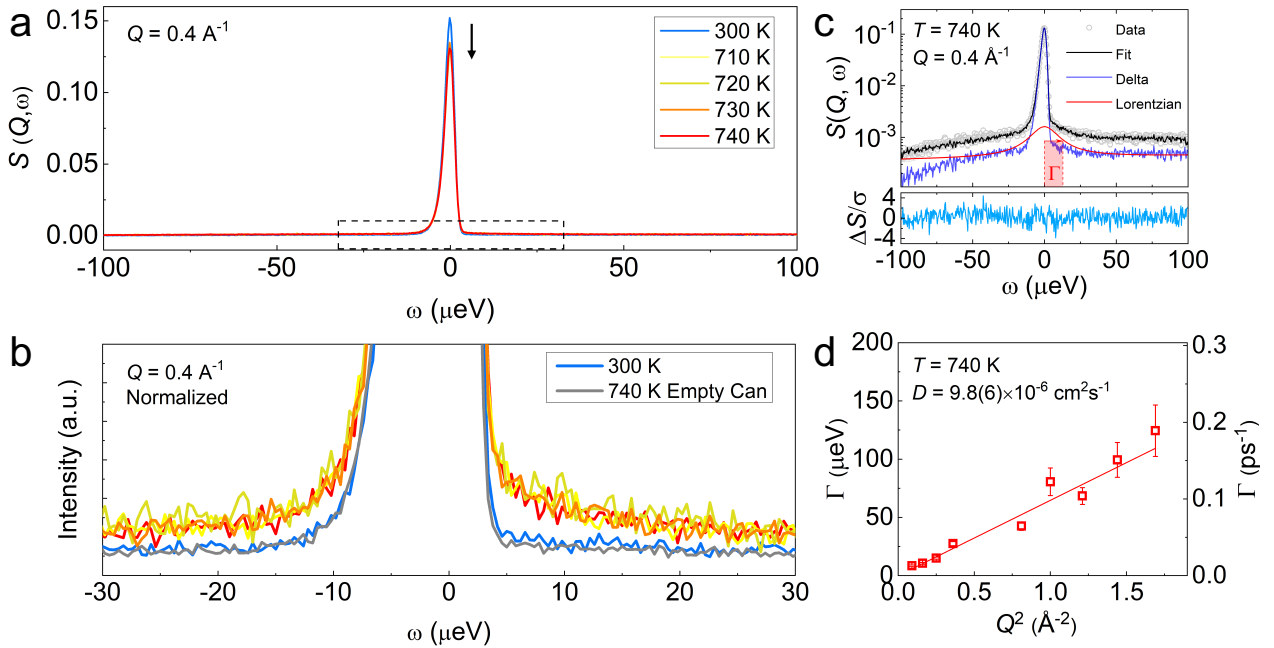 a
Q = 0.4 A-1
300 K
710 K
720 K
730 K
740 K
S (Q,ω)
0.15
0.10
0.05
0.00
-100
-50
0
50
100
ω (μeV)
b
Q = 0.4 A-1
Normalized
300 K
740 K Empty Can
Intensity (a.u.)
-30
-20
-10
0
10
20
30
ω (μeV)
c
T = 740 K
Q = 0.4 Å-1
Data
Fit
Delta
Lorentzian
Γ
S(Q, ω)
10-1
10-2
10-3
ΔS/σ
4
0
-4
-100
-50
0
50
100
ω (μeV)
d
T = 740 K
D = 9.8(6)×10-6 cm2s-1
Γ (μeV)
200
150
100
50
0
0.0
0.5
1.0
1.5
Q2 (Å-2)
0.3
0.2
0.1
0.0
Γ (ps-1)